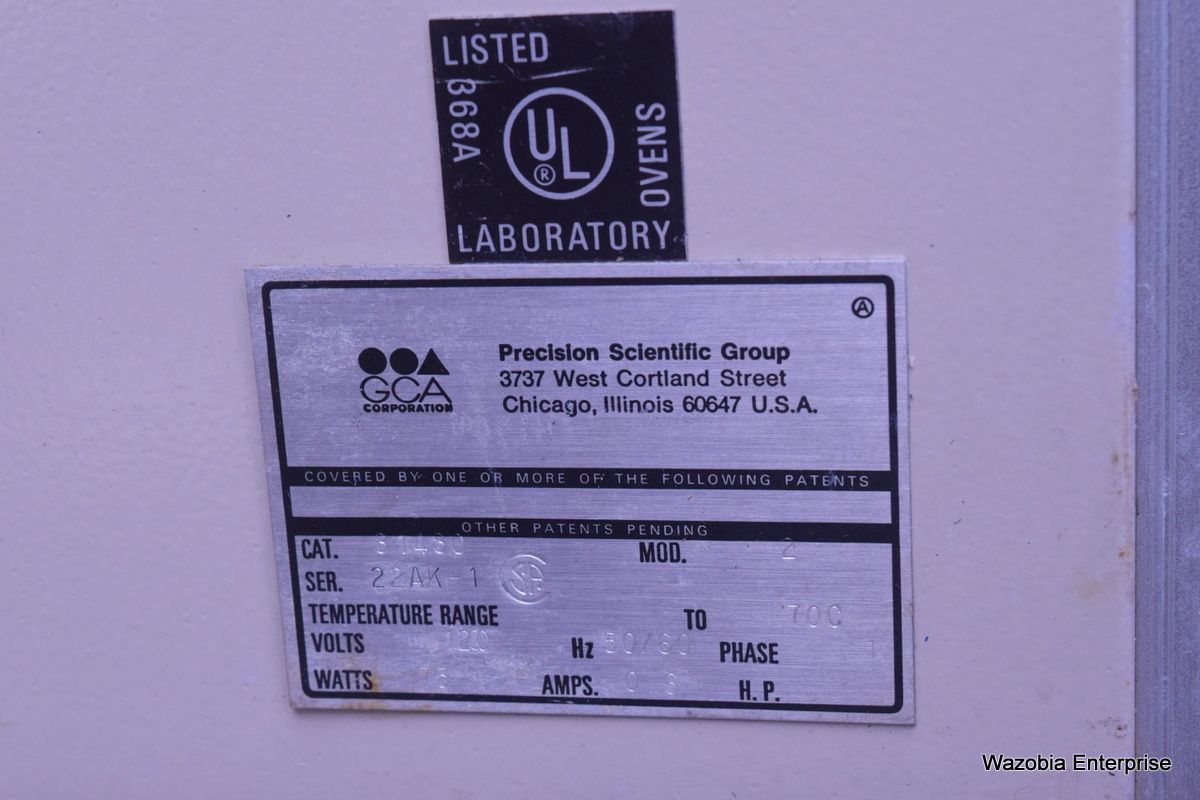 LISTED
868A
UL
®
OVENS
LABORATORY
A
GCA
CORPORATION
Precision Scientific Group
3737 West Cortland Street
Chicago, Illinois 60647 U.S.A.
COVERED BY ONE OR MORE OF THE FOLLOWING PATENTS
OTHER PATENTS PENDING
CAT. 31480 MOD. 2
SER. 22AK-1
TEMPERATURE RANGE TO 70C
VOLTS Hz 50/60 PHASE 1
WATTS AMPS. H.P.
Wazobia Enterprise